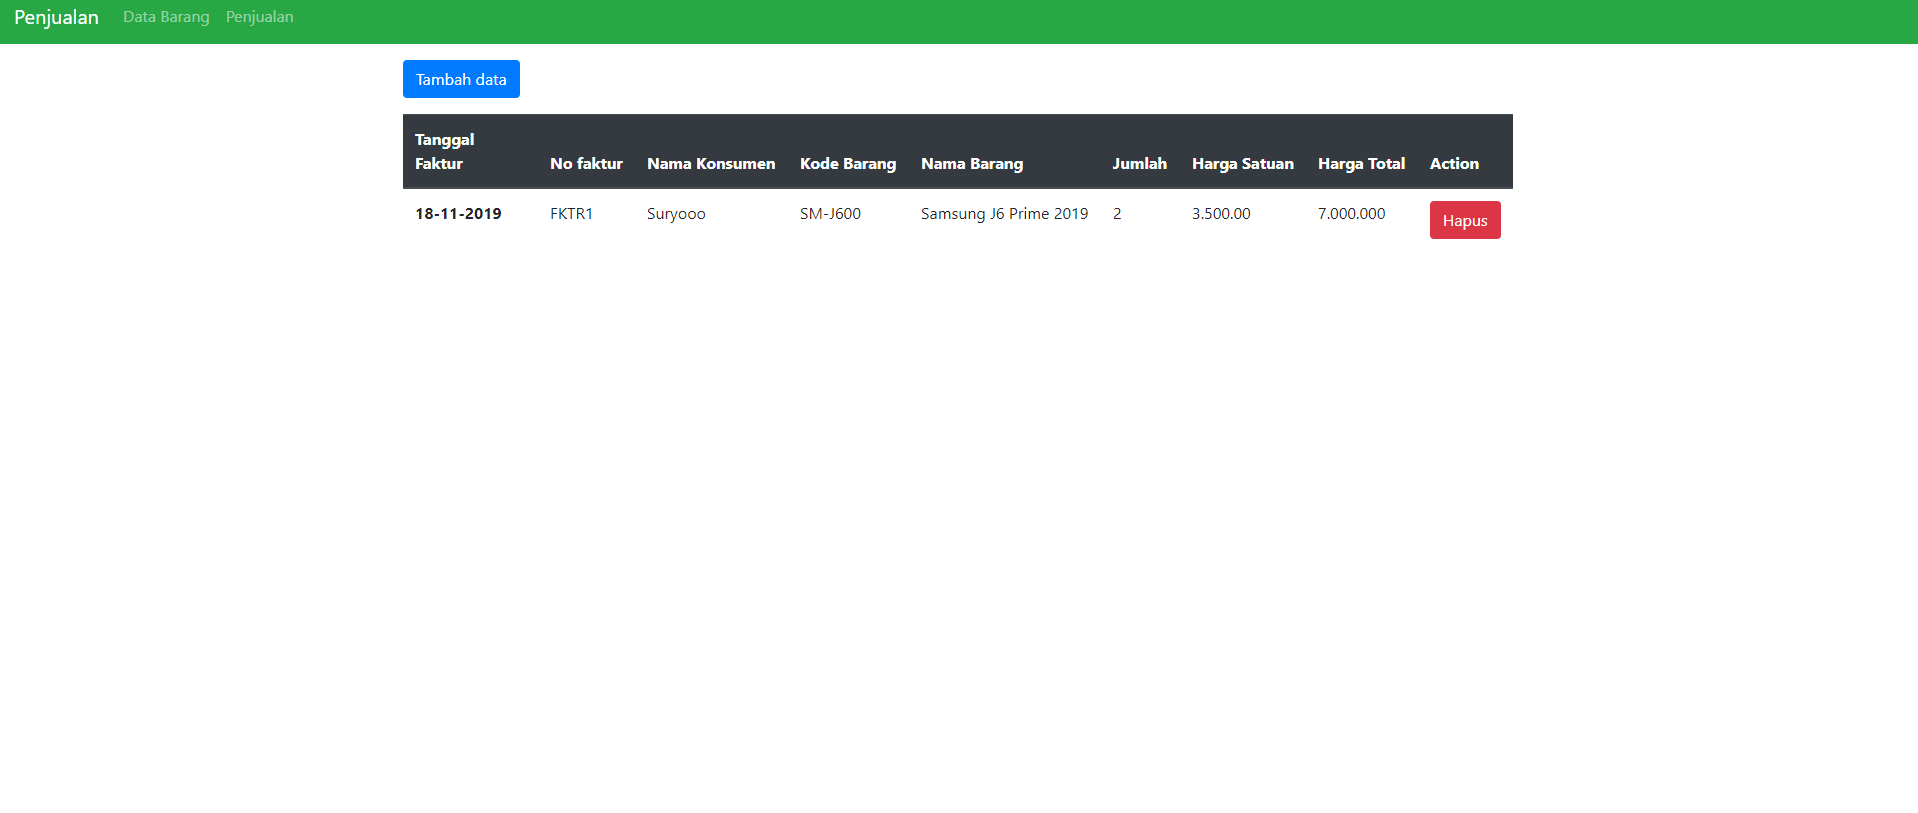 Penjualan Data Barang Penjualan
Tambah data
Tanggal
Faktur No faktur Nama Konsumen Kode Barang Nama Barang Jumlah Harga Satuan Harga Total Action
18-11-2019 FKTR1 Suryooo SM-J600 Samsung J6 Prime 2019 2 3.500.00 7.000.000 Hapus